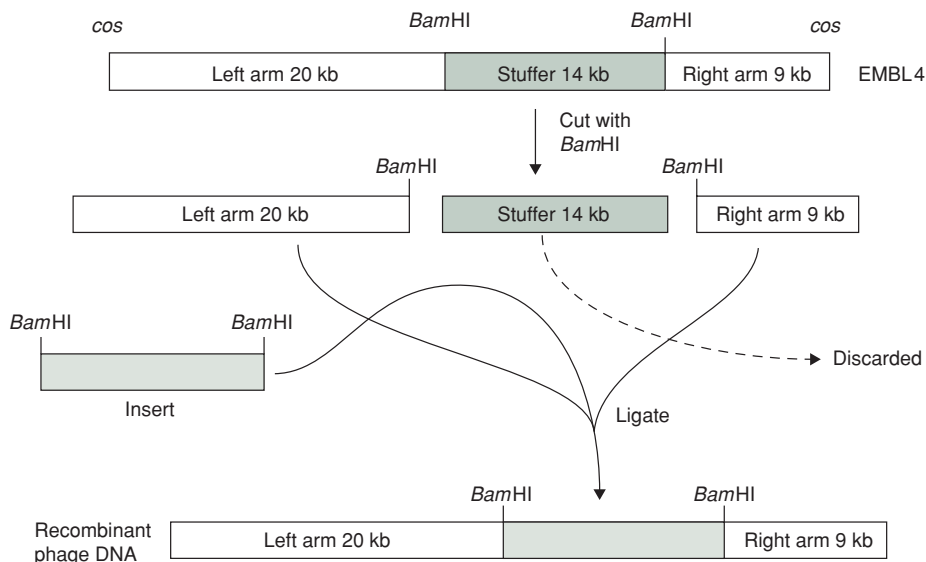 cos
BamHI
BamHI
cos
Left arm 20 kb
Stuffer 14 kb
Right arm 9 kb
EMBL4
Cut with
BamHI
BamHI
BamHI
Left arm 20 kb
Stuffer 14 kb
Right arm 9 kb
BamHI
BamHI
Discarded
Insert
Ligate
BamHI
BamHI
Recombinant
phage DNA
Left arm 20 kb
Right arm 9 kb